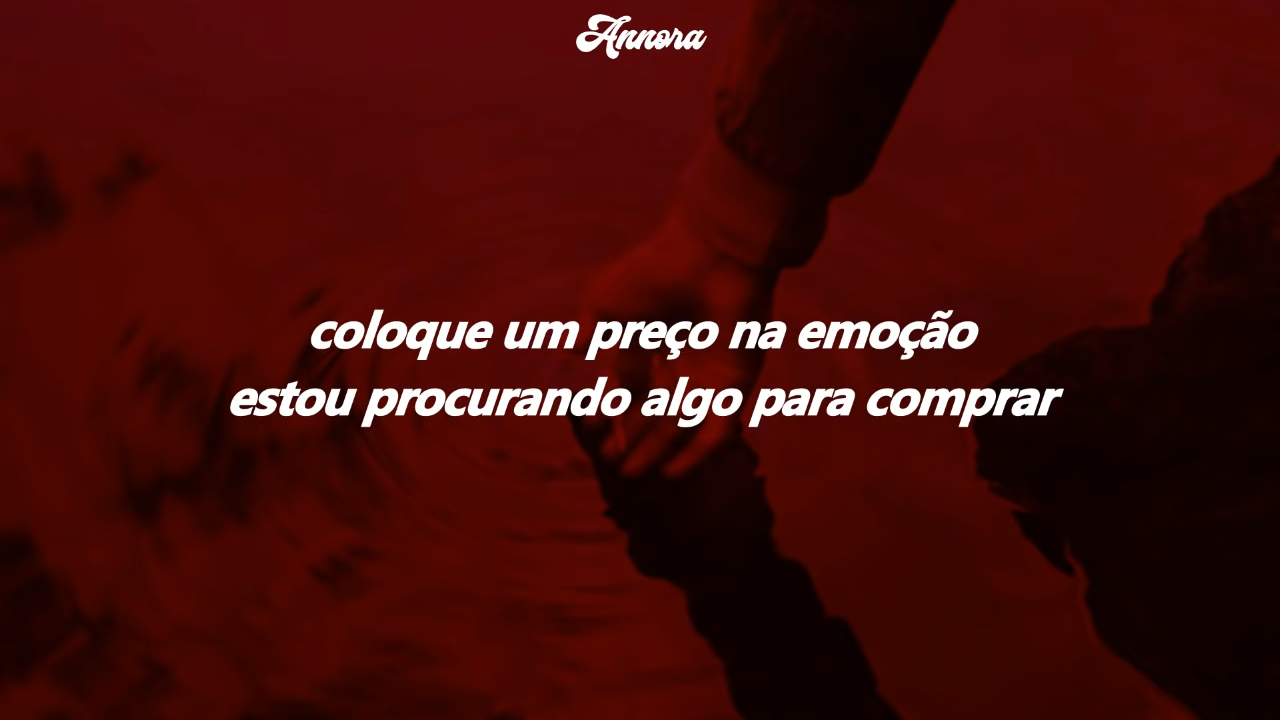 Annora
coloque um preço na emoção
estou procurando algo para comprar